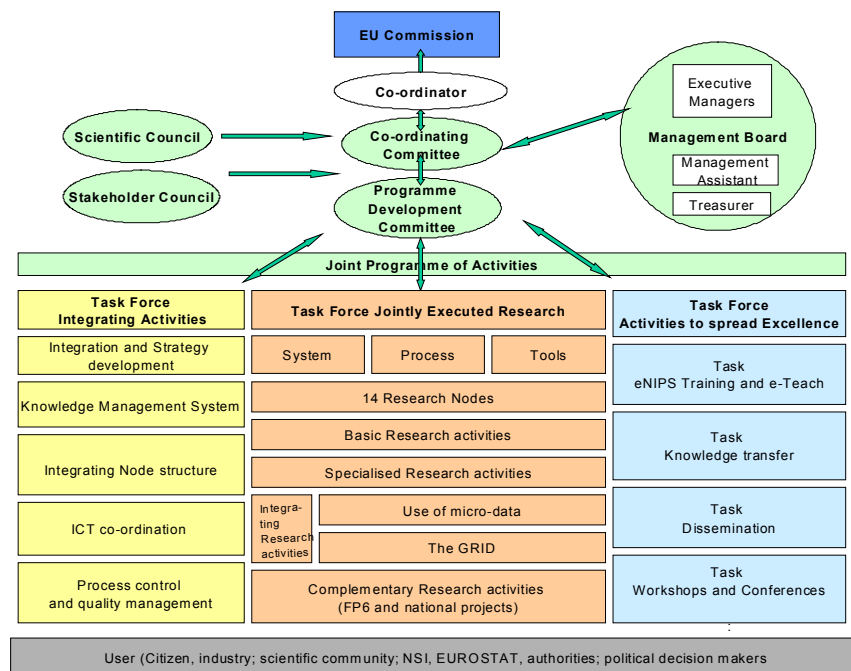 EU Commission
Co-ordinator
Executive
Managers
Management Board
Management
Assistant
Treasurer
Scientific Council
Co-ordinating
Committee
Stakeholder Council
Programme
Development
Committee
Joint Programme of Activities
Task Force
Integrating Activities
Integration and Strategy
development
Knowledge Management System
Integrating Node structure
ICT co-ordination
Process control
and quality management
Task Force Jointly Executed Research
System
Process
Tools
14 Research Nodes
Basic Research activities
Specialised Research activities
Integra-
ting
Research
activities
Use of micro-data
The GRID
Complementary Research activities
(FP6 and national projects)
Task Force
Activities to spread Excellence
Task
eNIPS Training and e-Teach
Task
Knowledge transfer
Task
Dissemination
Task
Workshops and Conferences
:
User (Citizen, industry; scientific community; NSI, EUROSTAT, authorities; political decision makers